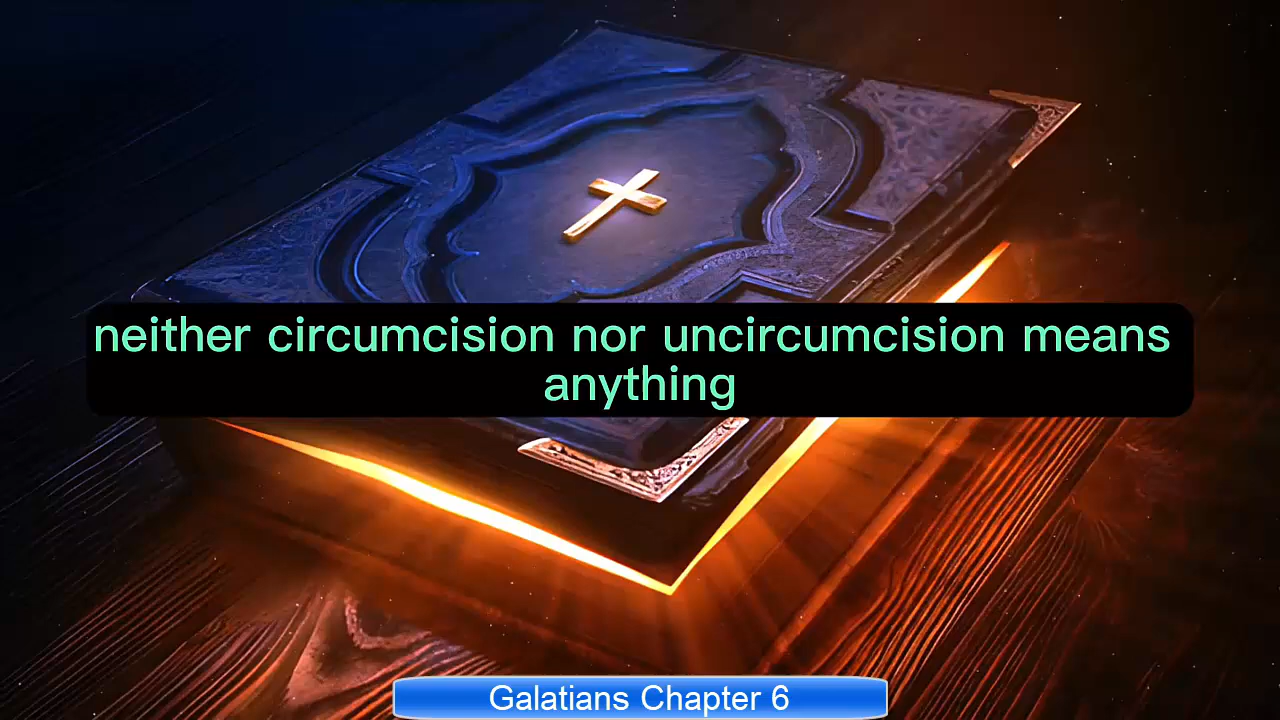 neither circumcision nor uncircumcision means
anything
Galatians Chapter 6